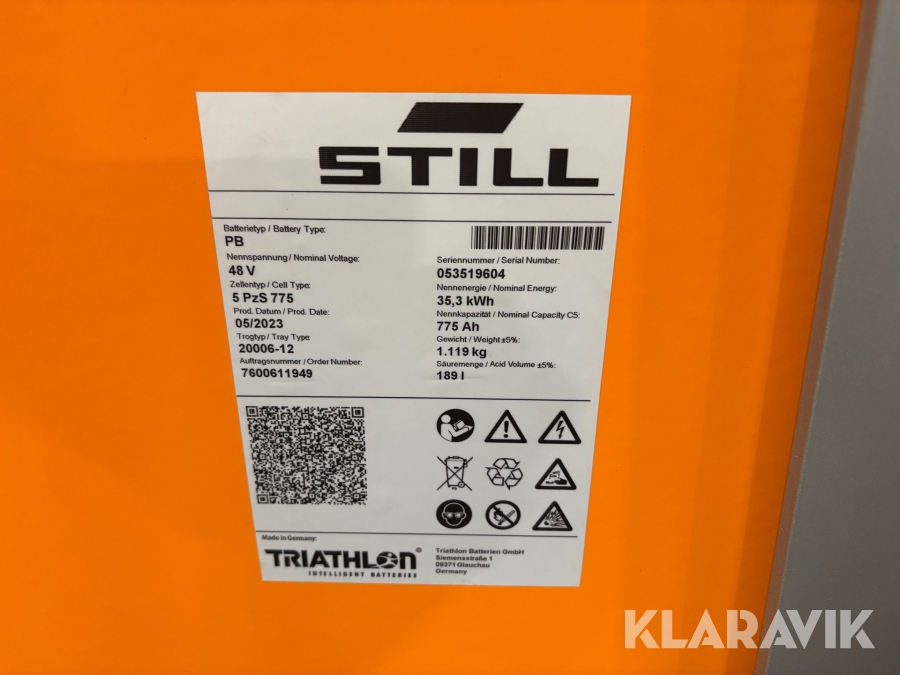 STILL
Batterietyp / Battery Type:
PB
Nennspannung / Nominal Voltage:
48 V
Zellentyp / Cell Type:
5 PzS 775
Prod. Datum / Prod. Date:
05/2023
Trogtyp / Tray Type
20006-12
Auftragsnummer / Order Number:
7600611949
Seriennummer / Serial Number:
053519604
Nennenergie / Nominal Energy:
35,3 kWh
Nennkapazität / Nominal Capacity C5:
775 Ah
Gewicht / Weight ±5%:
1.119 kg
Säuremenge / Acid Volume ±5%:
189 l
Made in Germany:
TRIATHLON®
INTELLIGENT BATTERIES
Triathlon Batterien GmbH
Siemensstraße 1
08371 Glauchau
Germany
KLARAVIK